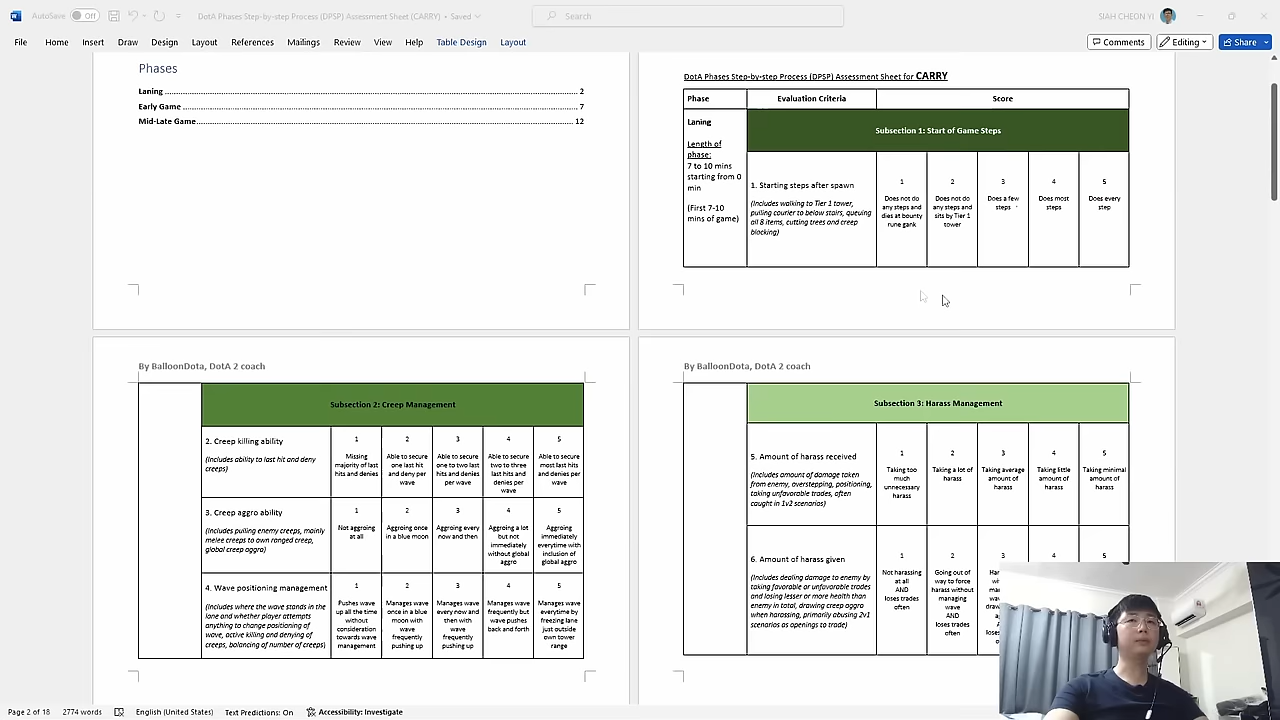 AutoSave Off
DotA Phases Step-by-step Process (DPSP) Assessment Sheet (CARRY) • Saved
Search
SIAH CHEON YI
File Home Insert Draw Design Layout References Mailings Review View Help Table Design Layout
Comments Editing Share
Phases
Laning 2
Early Game 7
Mid-Late Game 12
DotA Phases Step-by-step Process (DPSP) Assessment Sheet for CARRY
Phase Evaluation Criteria Score
Laning
Length of
phase:
7 to 10 mins
starting from 0
min
(First 7-10
mins of game)
Subsection 1: Start of Game Steps
1. Starting steps after spawn
(Includes walking to Tier 1 tower,
pulling courier to below stairs, queuing
all 8 items, cutting trees and creep
blocking)
1
Does not do
any steps and
dies at bounty
rune gank
2
Does not do
any steps and
sits by Tier 1
tower
3
Does a few
steps
4
Does most
steps
5
Does every
step
By BalloonDota, DotA 2 coach
Subsection 2: Creep Management
2. Creep killing ability
(Includes ability to last hit and deny
creeps)
1
Missing
majority of last
hits and denies
2
Able to secure
one last hit
and deny per
wave
3
Able to secure
one to two last
hits and denies
per wave
4
Able to secure
two to three
last hits and
denies per
wave
5
Able to secure
most last hits
and denies per
wave
3. Creep aggro ability
(Includes pulling enemy creeps, mainly
melee creeps to own ranged creep,
global creep aggro)
1
Not aggroing
at all
2
Aggroing once
in a blue moon
3
Aggroing every
now and then
4
Aggroing a lot
but not
immediately
without global
aggro
5
Aggroing
immediately
everytime with
inclusion of
global aggro
4. Wave positioning management
(Includes where the wave stands in the
lane and whether player attempts
anything to change positioning of
wave, active killing and denying of
creeps, balancing of number of creeps)
1
Pushes wave
up all the time
without
consideration
towards wave
management
2
Manages wave
once in a blue
moon with
wave
frequently
pushing up
3
Manages wave
every now and
then with
wave
frequently
pushing up
4
Manages wave
frequently but
wave pushes
back and forth
5
Manages wave
everytime by
freezing lane
just outside
own tower
range
By BalloonDota, DotA 2 coach
Subsection 3: Harass Management
5. Amount of harass received
(Includes amount of damage taken
from enemy, overstepping, positioning,
taking unfavorable trades, often
caught in 1v2 scenarios)
1
Taking too
much
unnecessary
harass
2
Taking a lot of
harass
3
Taking average
amount of
harass
4
Taking little
amount of
harass
5
Taking minimal
amount of
harass
6. Amount of harass given
(Includes dealing damage to enemy by
taking favorable or unfavorable trades
and losing lesser or more health than
enemy in total, drawing creep aggro
when harassing, primarily abusing 2v1
scenarios as openings to trade)
1
Not harassing
at all
AND
loses trades
often
2
Going out of
way to force
harass without
managing
wave
AND
loses trades
often
3
4
5
Page 2 of 18 2774 words English (United States) Text Predictions: On Accessibility: Investigate